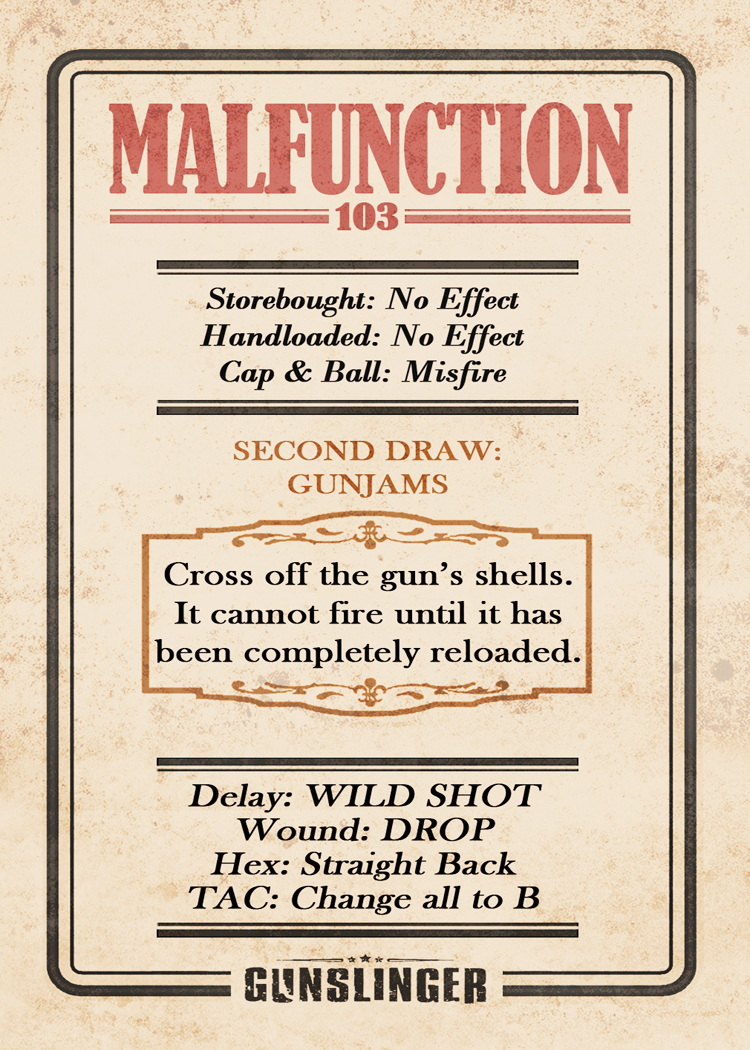 MALFUNCTION
103
Storebought: No Effect
Handloaded: No Effect
Cap & Ball: Misfire
SECOND DRAW:
GUNJAMS
Cross off the gun's shells.
It cannot fire until it has
been completely reloaded.
Delay: WILD SHOT
Wound: DROP
Hex: Straight Back
TAC: Change all to B
GUNSLINGER